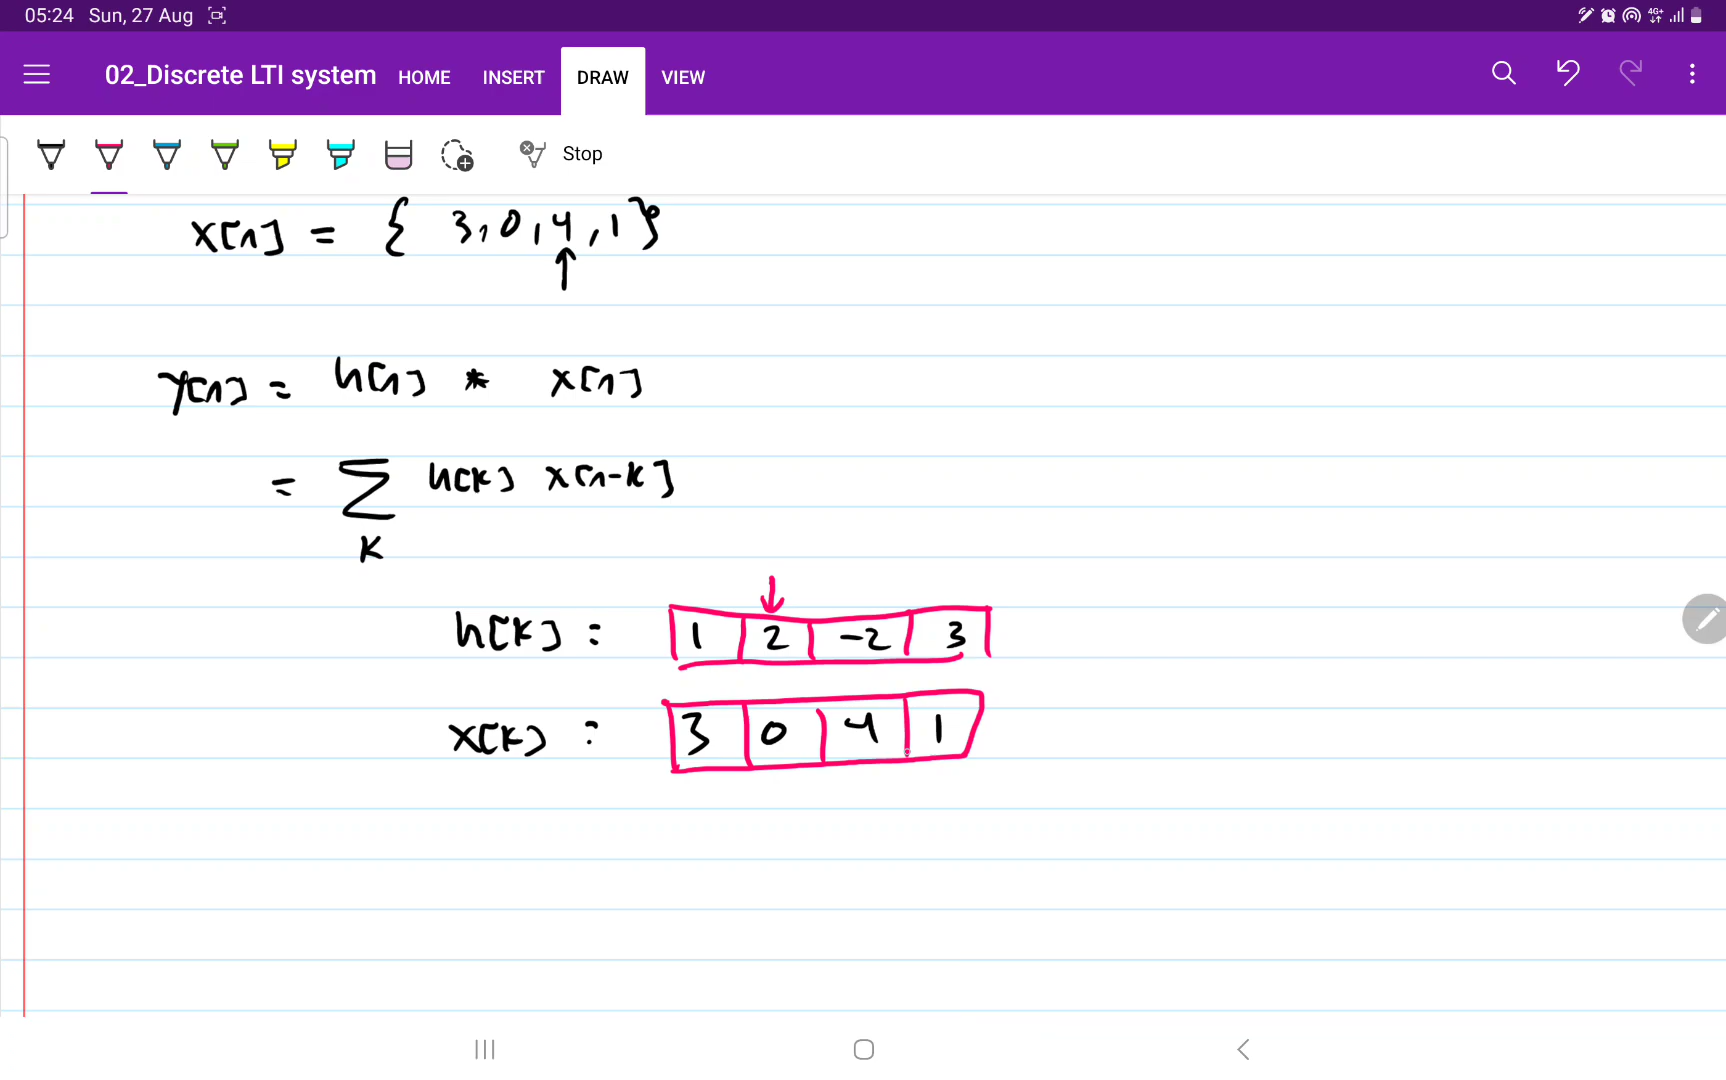 05:24 Sun, 27 Aug 4G+
02_Discrete LTI system HOME INSERT DRAW VIEW
Stop
x[n] = { 3, 0, 4, 1 }
↑
y[n] = h[n] * x[n]
= ∑ h[k] x[n-k]
k
↓
h[k] : 1 2 -2 3
x[k] : 3 0 4 1